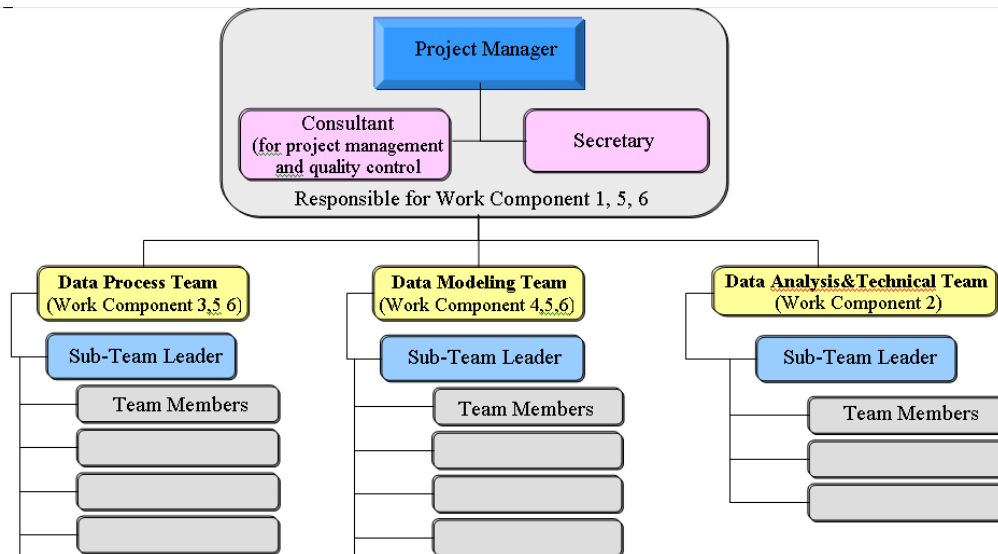 Project Manager
Consultant
(for project management
and quality control
Secretary
Responsible for Work Component 1, 5, 6
Data Process Team
(Work Component 3,5 6)
Data Modeling Team
(Work Component 4,5,6)
Data Analysis&Technical Team
(Work Component 2)
Sub-Team Leader
Sub-Team Leader
Sub-Team Leader
Team Members
Team Members
Team Members